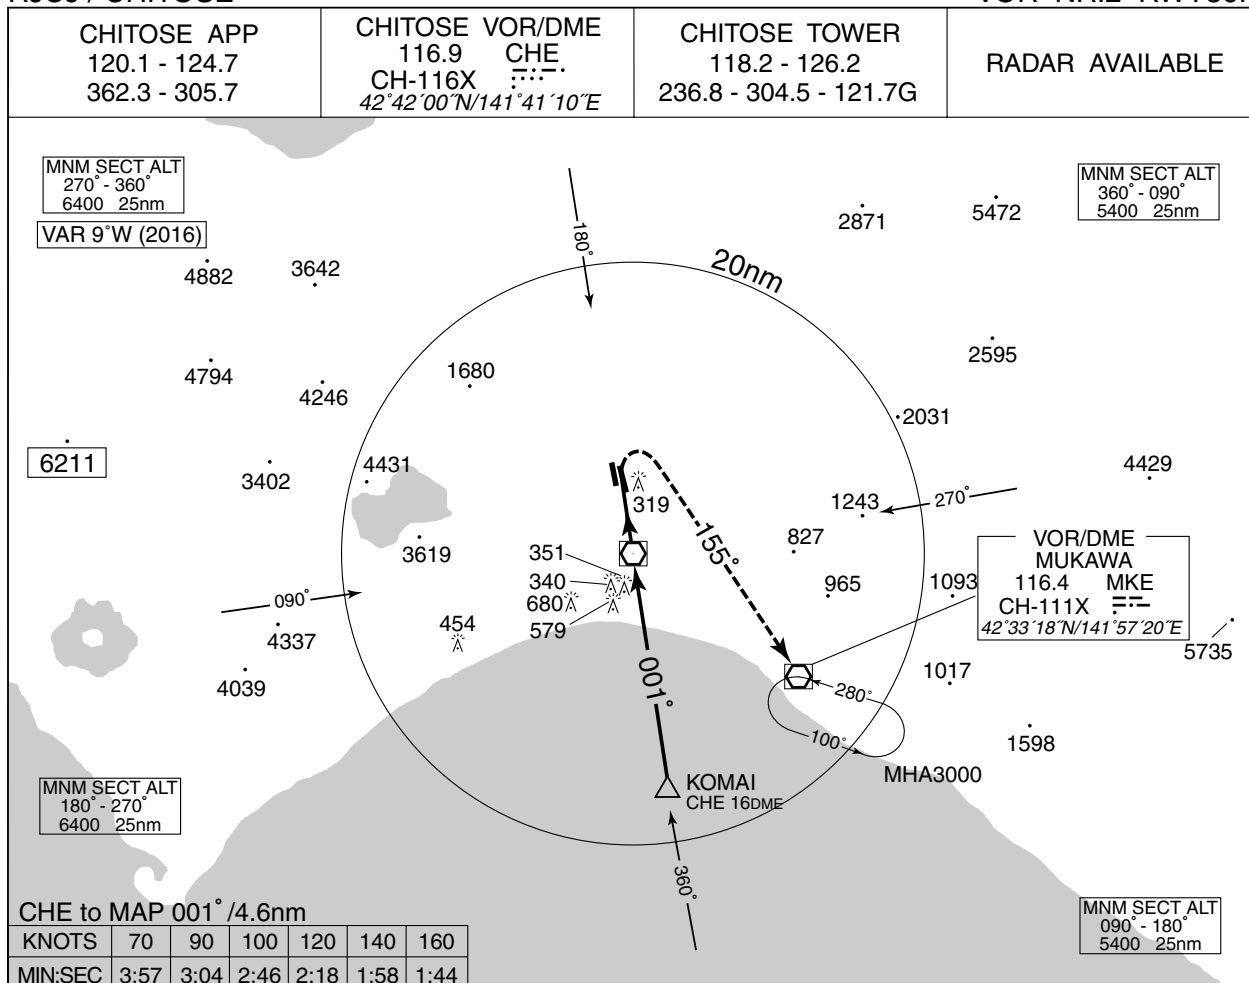 CHITOSE APP
120.1 - 124.7
362.3 - 305.7
CHITOSE VOR/DME
116.9 CHE
CH-116X
42°42´00˝N/141°41´10˝E
CHITOSE TOWER
118.2 - 126.2
236.8 - 304.5 - 121.7G
RADAR AVAILABLE
MNM SECT ALT
270° - 360°
6400 25nm
VAR 9°W (2016)
MNM SECT ALT
360° - 090°
5400 25nm
180°
20nm
2871
5472
4882
3642
4794
4246
1680
2595
2031
6211
3402
4431
319
4429
1243
270°
155°
827
3619
351
340
680
579
965
1093
VOR/DME
MUKAWA
116.4 MKE
CH-111X
42°33´18˝N/141°57´20˝E
090°
4337
454
4039
5735
001°
1017
280°
100°
1598
MHA3000
KOMAI
CHE 16DME
360°
MNM SECT ALT
180° - 270°
6400 25nm
MNM SECT ALT
090° - 180°
5400 25nm
CHE to MAP 001° /4.6nm
KNOTS 70 90 100 120 140 160
MIN:SEC 3:57 3:04 2:46 2:18 1:58 1:44